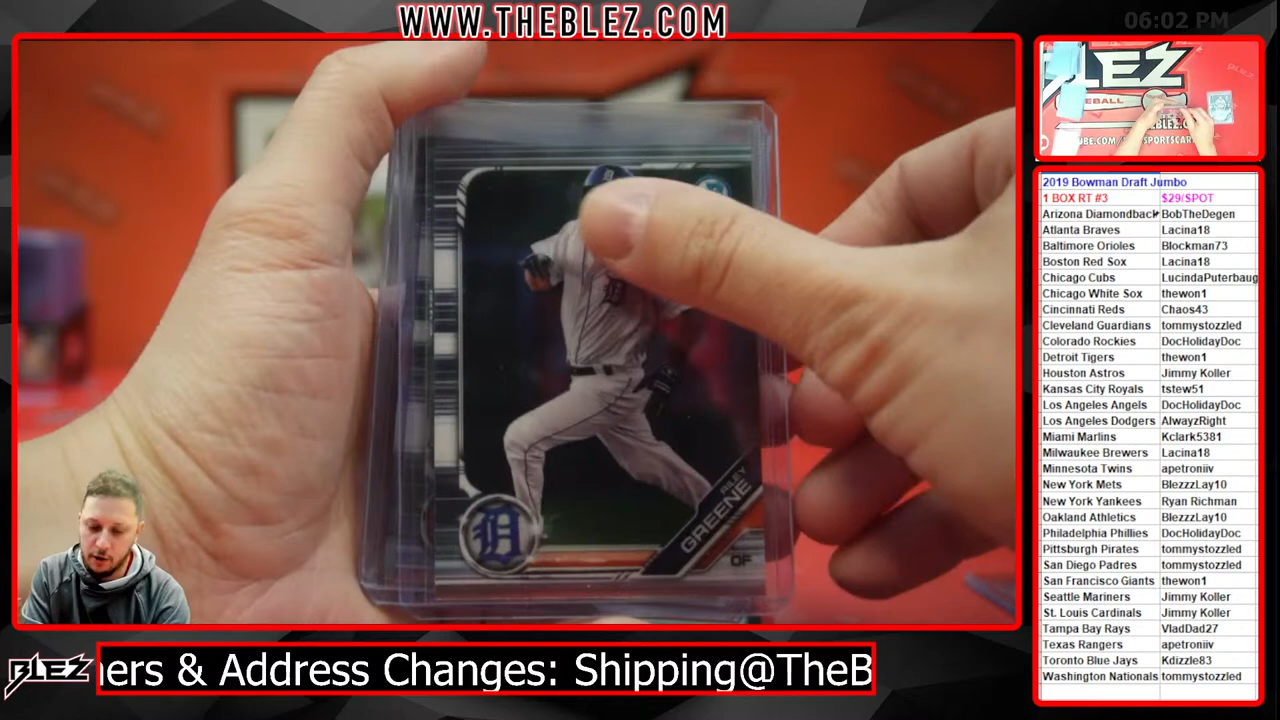 WWW.THEBLEZ.COM
06:02 PM
LEZ
RILEY
GREENE
OF
D
2019 Bowman Draft Jumbo
1 BOX RT #3 $29/SPOT
Arizona Diamondback BobTheDegen
Atlanta Braves Lacina18
Baltimore Orioles Blockman73
Boston Red Sox Lacina18
Chicago Cubs LucindaPuterbaug
Chicago White Sox thewon1
Cincinnati Reds Chaos43
Cleveland Guardians tommystozzled
Colorado Rockies DocHolidayDoc
Detroit Tigers thewon1
Houston Astros Jimmy Koller
Kansas City Royals tstew51
Los Angeles Angels DocHolidayDoc
Los Angeles Dodgers AlwayzRight
Miami Marlins Kclark5381
Milwaukee Brewers Lacina18
Minnesota Twins apetroniiv
New York Mets BlezzzLay10
New York Yankees Ryan Richman
Oakland Athletics BlezzzLay10
Philadelphia Phillies DocHolidayDoc
Pittsburgh Pirates tommystozzled
San Diego Padres tommystozzled
San Francisco Giants thewon1
Seattle Mariners Jimmy Koller
St. Louis Cardinals Jimmy Koller
Tampa Bay Rays VladDad27
Texas Rangers apetroniiv
Toronto Blue Jays Kdizzle83
Washington Nationals tommystozzled
BLEZ
ners & Address Changes: Shipping@TheB